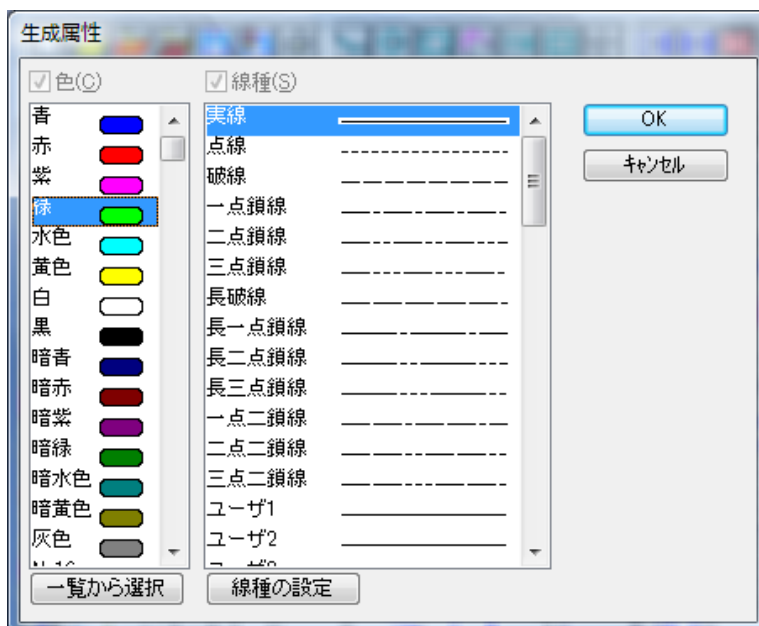 生成属性
色(C)
線種(S)
青
赤
紫
緑
水色
黄色
白
黒
暗青
暗赤
暗紫
暗緑
暗水色
暗黄色
灰色
実線
点線
破線
一点鎖線
二点鎖線
三点鎖線
長破線
長一点鎖線
長二点鎖線
長三点鎖線
一点二鎖線
二点二鎖線
三点二鎖線
ユーザ1
ユーザ2
OK
キャンセル
一覧から選択
線種の設定